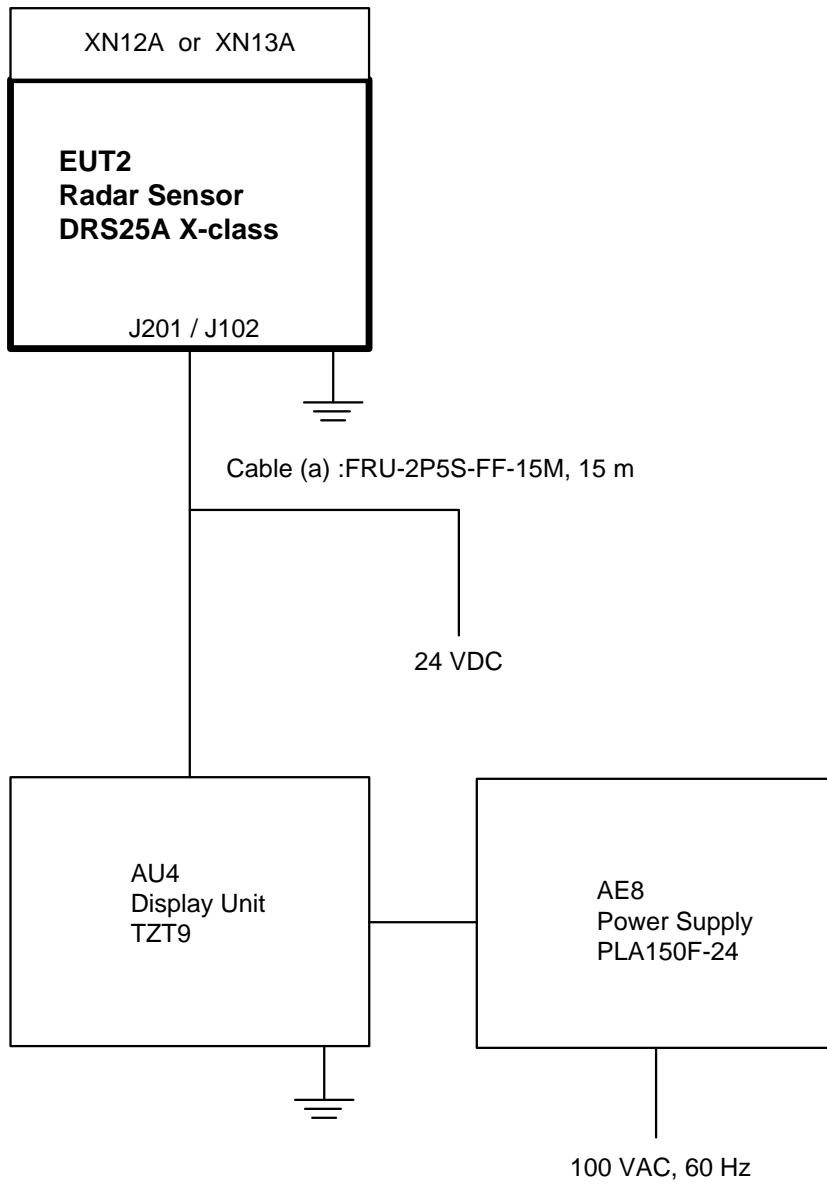 XN12A or XN13A
EUT2
Radar Sensor
DRS25A X-class
J201 / J102
Cable (a) :FRU-2P5S-FF-15M, 15 m
24 VDC
AU4
Display Unit
TZT9
AE8
Power Supply
PLA150F-24
100 VAC, 60 Hz